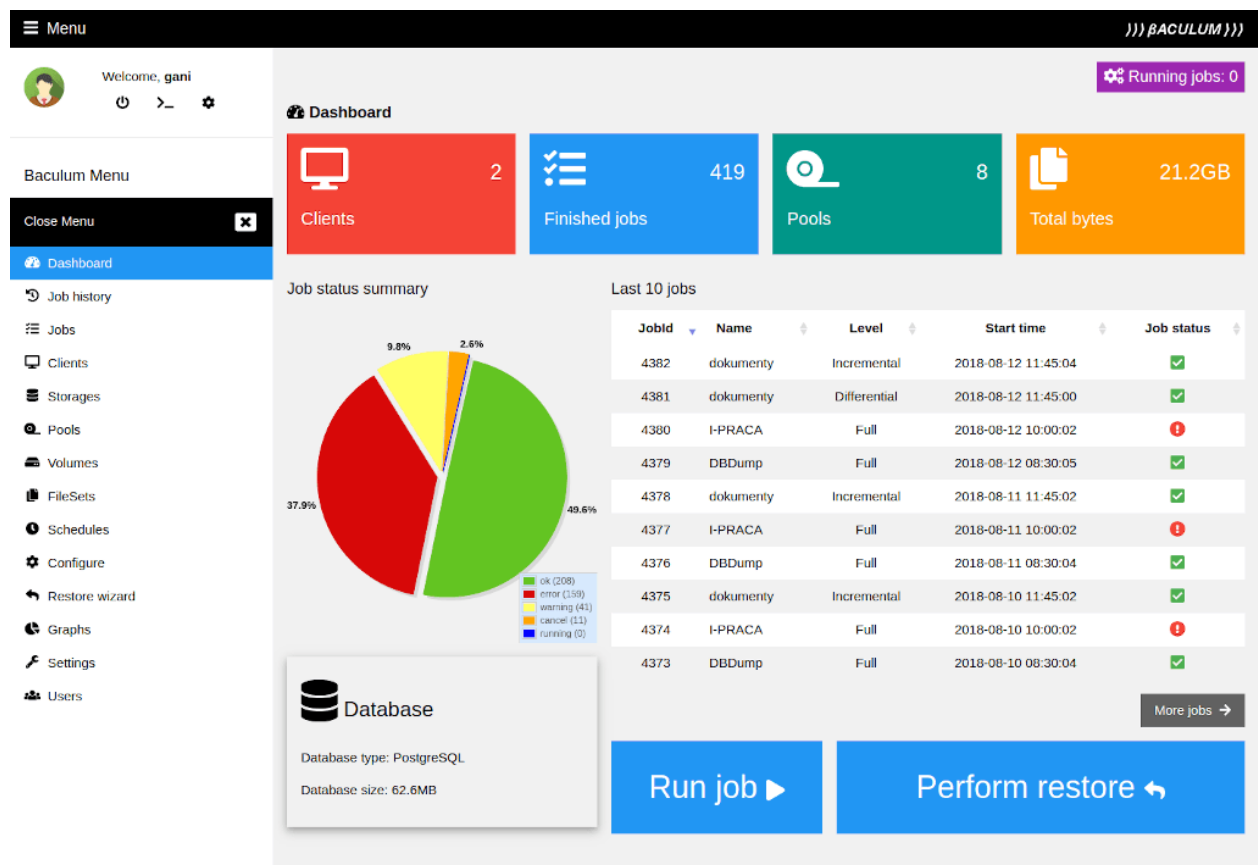 Menu
))) βACULUM )))
Welcome, gani
Running jobs: 0
Dashboard
2
Clients
419
Finished jobs
8
Pools
21.2GB
Total bytes
Baculum Menu
Close Menu
Dashboard
Job history
Jobs
Clients
Storages
Pools
Volumes
FileSets
Schedules
Configure
Restore wizard
Graphs
Settings
Users
Job status summary
9.8%
2.6%
37.9%
49.6%
ok (208)
error (159)
warning (41)
cancel (11)
running (0)
Database
Database type: PostgreSQL
Database size: 62.6MB
Last 10 jobs
JobId Name Level Start time Job status
4382 dokumenty Incremental 2018-08-12 11:45:04
4381 dokumenty Differential 2018-08-12 11:45:00
4380 I-PRACA Full 2018-08-12 10:00:02
4379 DBDump Full 2018-08-12 08:30:05
4378 dokumenty Incremental 2018-08-11 11:45:02
4377 I-PRACA Full 2018-08-11 10:00:02
4376 DBDump Full 2018-08-11 08:30:04
4375 dokumenty Incremental 2018-08-10 11:45:02
4374 I-PRACA Full 2018-08-10 10:00:02
4373 DBDump Full 2018-08-10 08:30:04
More jobs
Run job
Perform restore